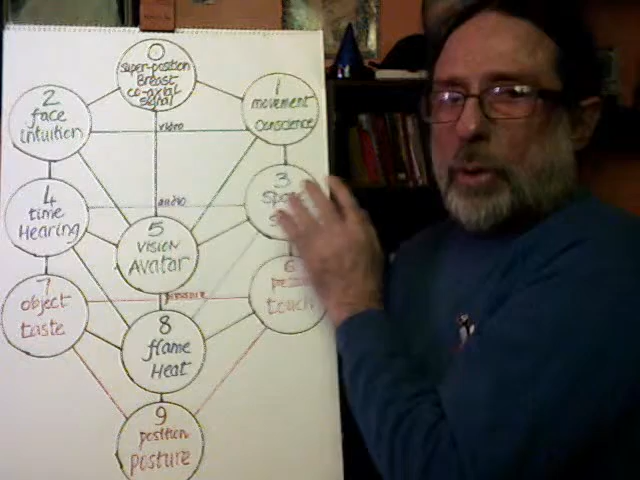 0
super-position
Breast
co-axial
signal
1
movement
Conscience
2
face
intuition
video
3
4
time
Hearing
audio
5
VISION
AVATAR
6
touch
7
object
taste
8
flame
Heat
9
position
posture